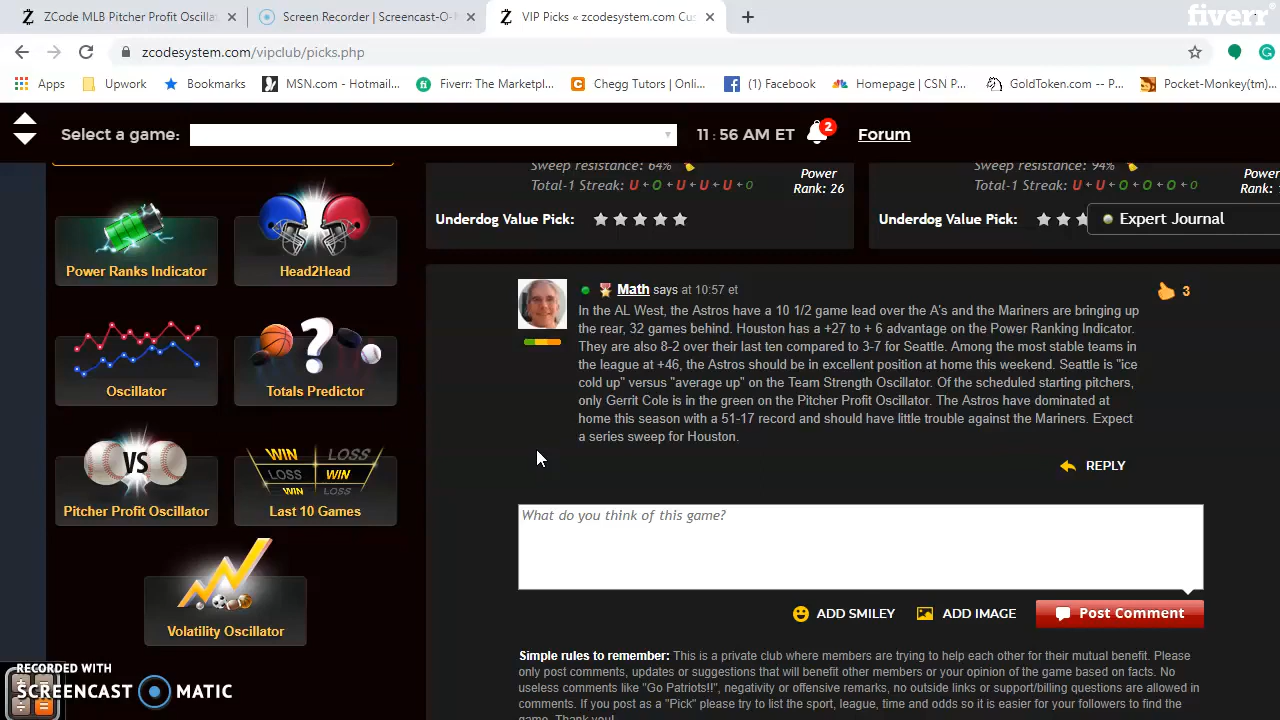 ZCode MLB Pitcher Profit Oscillat
Screen Recorder | Screencast-O-M
VIP Picks « zcodesystem.com Cus
fiverr
zcodesystem.com/vipclub/picks.php
Apps
Upwork
Bookmarks
MSN.com - Hotmail...
Fiverr: The Marketpl...
Chegg Tutors | Onli...
(1) Facebook
Homepage | CSN P...
GoldToken.com -- P...
Pocket-Monkey(tm)...
Select a game:
11:56 AM ET
2
Forum
Sweep resistance: 64%
Total-1 Streak: U ← O ← U ← U ← U ← O
Power
Rank: 26
Underdog Value Pick:
Sweep resistance: 94%
Total-1 Streak: U ← U ← O ← O ← O ← O
Power
Rank:
Underdog Value Pick:
Expert Journal
Power Ranks Indicator
Head2Head
Oscillator
Totals Predictor
VS
Pitcher Profit Oscillator
WIN LOSS
LOSS WIN
WIN LOSS
Last 10 Games
Volatility Oscillator
Math says at 10:57 et
3
In the AL West, the Astros have a 10 1/2 game lead over the A's and the Mariners are bringing up
the rear, 32 games behind. Houston has a +27 to + 6 advantage on the Power Ranking Indicator.
They are also 8-2 over their last ten compared to 3-7 for Seattle. Among the most stable teams in
the league at +46, the Astros should be in excellent position at home this weekend. Seattle is "ice
cold up" versus "average up" on the Team Strength Oscillator. Of the scheduled starting pitchers,
only Gerrit Cole is in the green on the Pitcher Profit Oscillator. The Astros have dominated at
home this season with a 51-17 record and should have little trouble against the Mariners. Expect
a series sweep for Houston.
REPLY
What do you think of this game?
ADD SMILEY
ADD IMAGE
Post Comment
Simple rules to remember: This is a private club where members are trying to help each other for their mutual benefit. Please
only post comments, updates or suggestions that will benefit other members or your opinion of the game based on facts. No
useless comments like "Go Patriots!!", negativity or offensive remarks, no outside links or support/billing questions are allowed in
comments. If you post as a "Pick" please try to list the sport, league, time and odds so it is easier for your followers to find the
game. Thank you!
RECORDED WITH
SCREENCAST MATIC